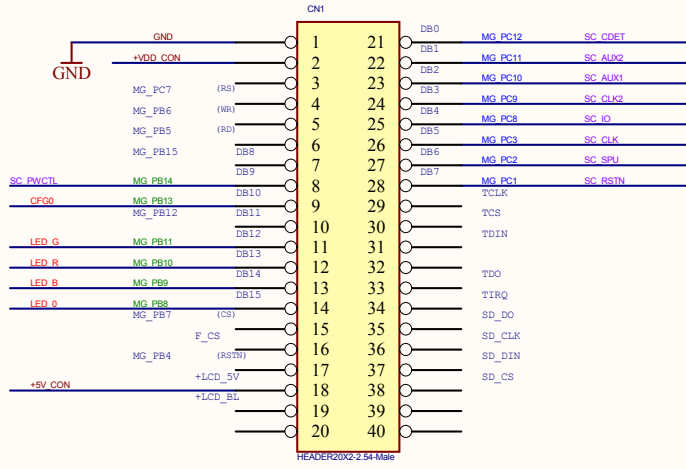 CN1
GND 1 21 DB0 MG_PC12 SC_CDET
GND
+VDD_CON 2 22 DB1 MG_PC11 SC_AUX2
MG_PC7 (RS) 3 23 DB2 MG_PC10 SC_AUX1
MG_PB6 (WR) 4 24 DB3 MG_PC9 SC_CLK2
MG_PB5 (RD) 5 25 DB4 MG_PC8 SC_IO
MG_PB15 DB8 6 26 DB5 MG_PC3 SC_CLK
DB9 7 27 DB6 MG_PC2 SC_SPU
SC_PWCTL MG_PB14 8 28 DB7 MG_PC1 SC_RSTN
CFG0 MG_PB13 DB10 9 29 TCLK
MG_PB12 DB11 10 30 TCS
LED_G MG_PB11 DB12 11 31 TDIN
LED_R MG_PB10 DB13 12 32
LED_B MG_PB9 DB14 13 33 TDO
LED_0 MG_PB8 DB15 14 34 TIRQ
MG_PB7 (CS) 15 35 SD_DO
F_CS 16 36 SD_CLK
MG_PB4 (RSTN) 17 37 SD_DIN
+5V_CON +LCD_5V 18 38 SD_CS
+LCD_BL 19 39
20 40
HEADER20X2-2.54-Male